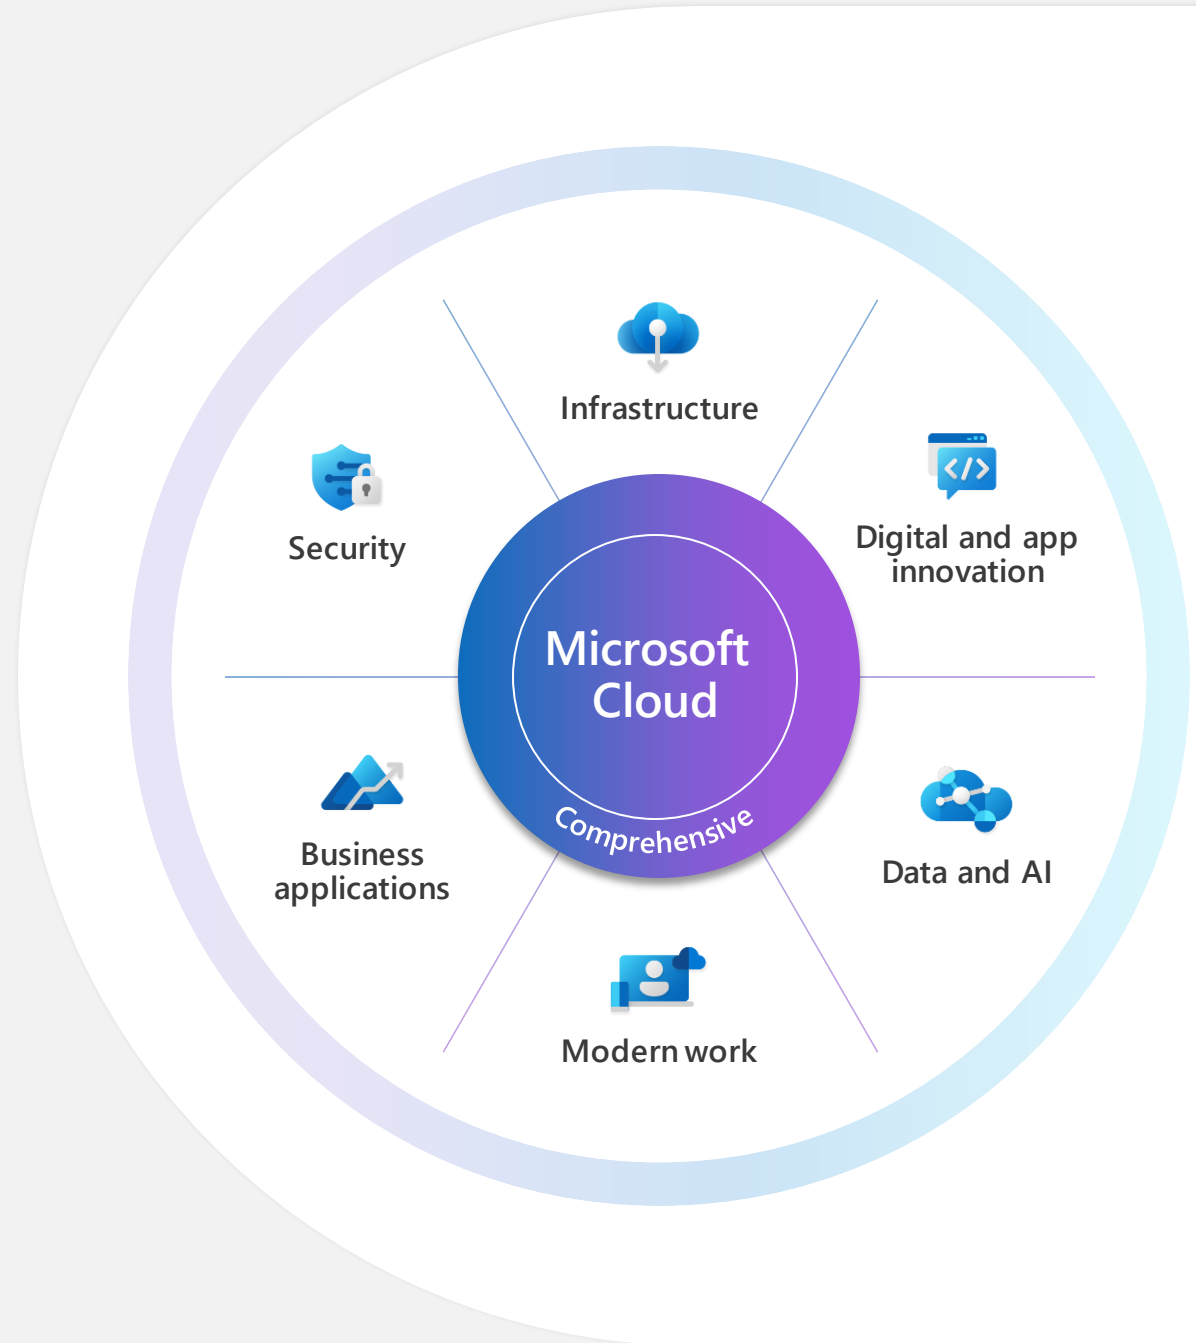 Infrastructure
Security
Digital and app
innovation
Microsoft
Cloud
Comprehensive
Business
applications
Data and AI
Modern work